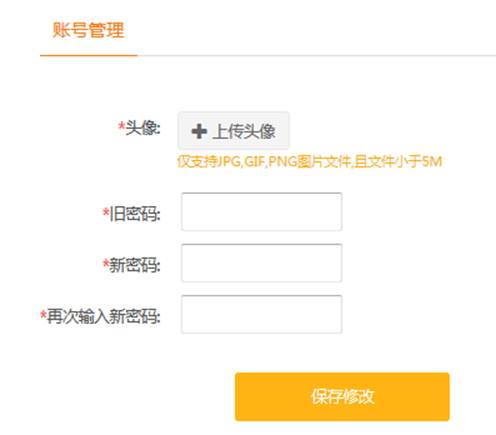 账号管理
*头像:
上传头像
仅支持JPG,GIF,PNG图片文件,且文件小于5M
*旧密码:
*新密码:
*再次输入新密码:
保存修改